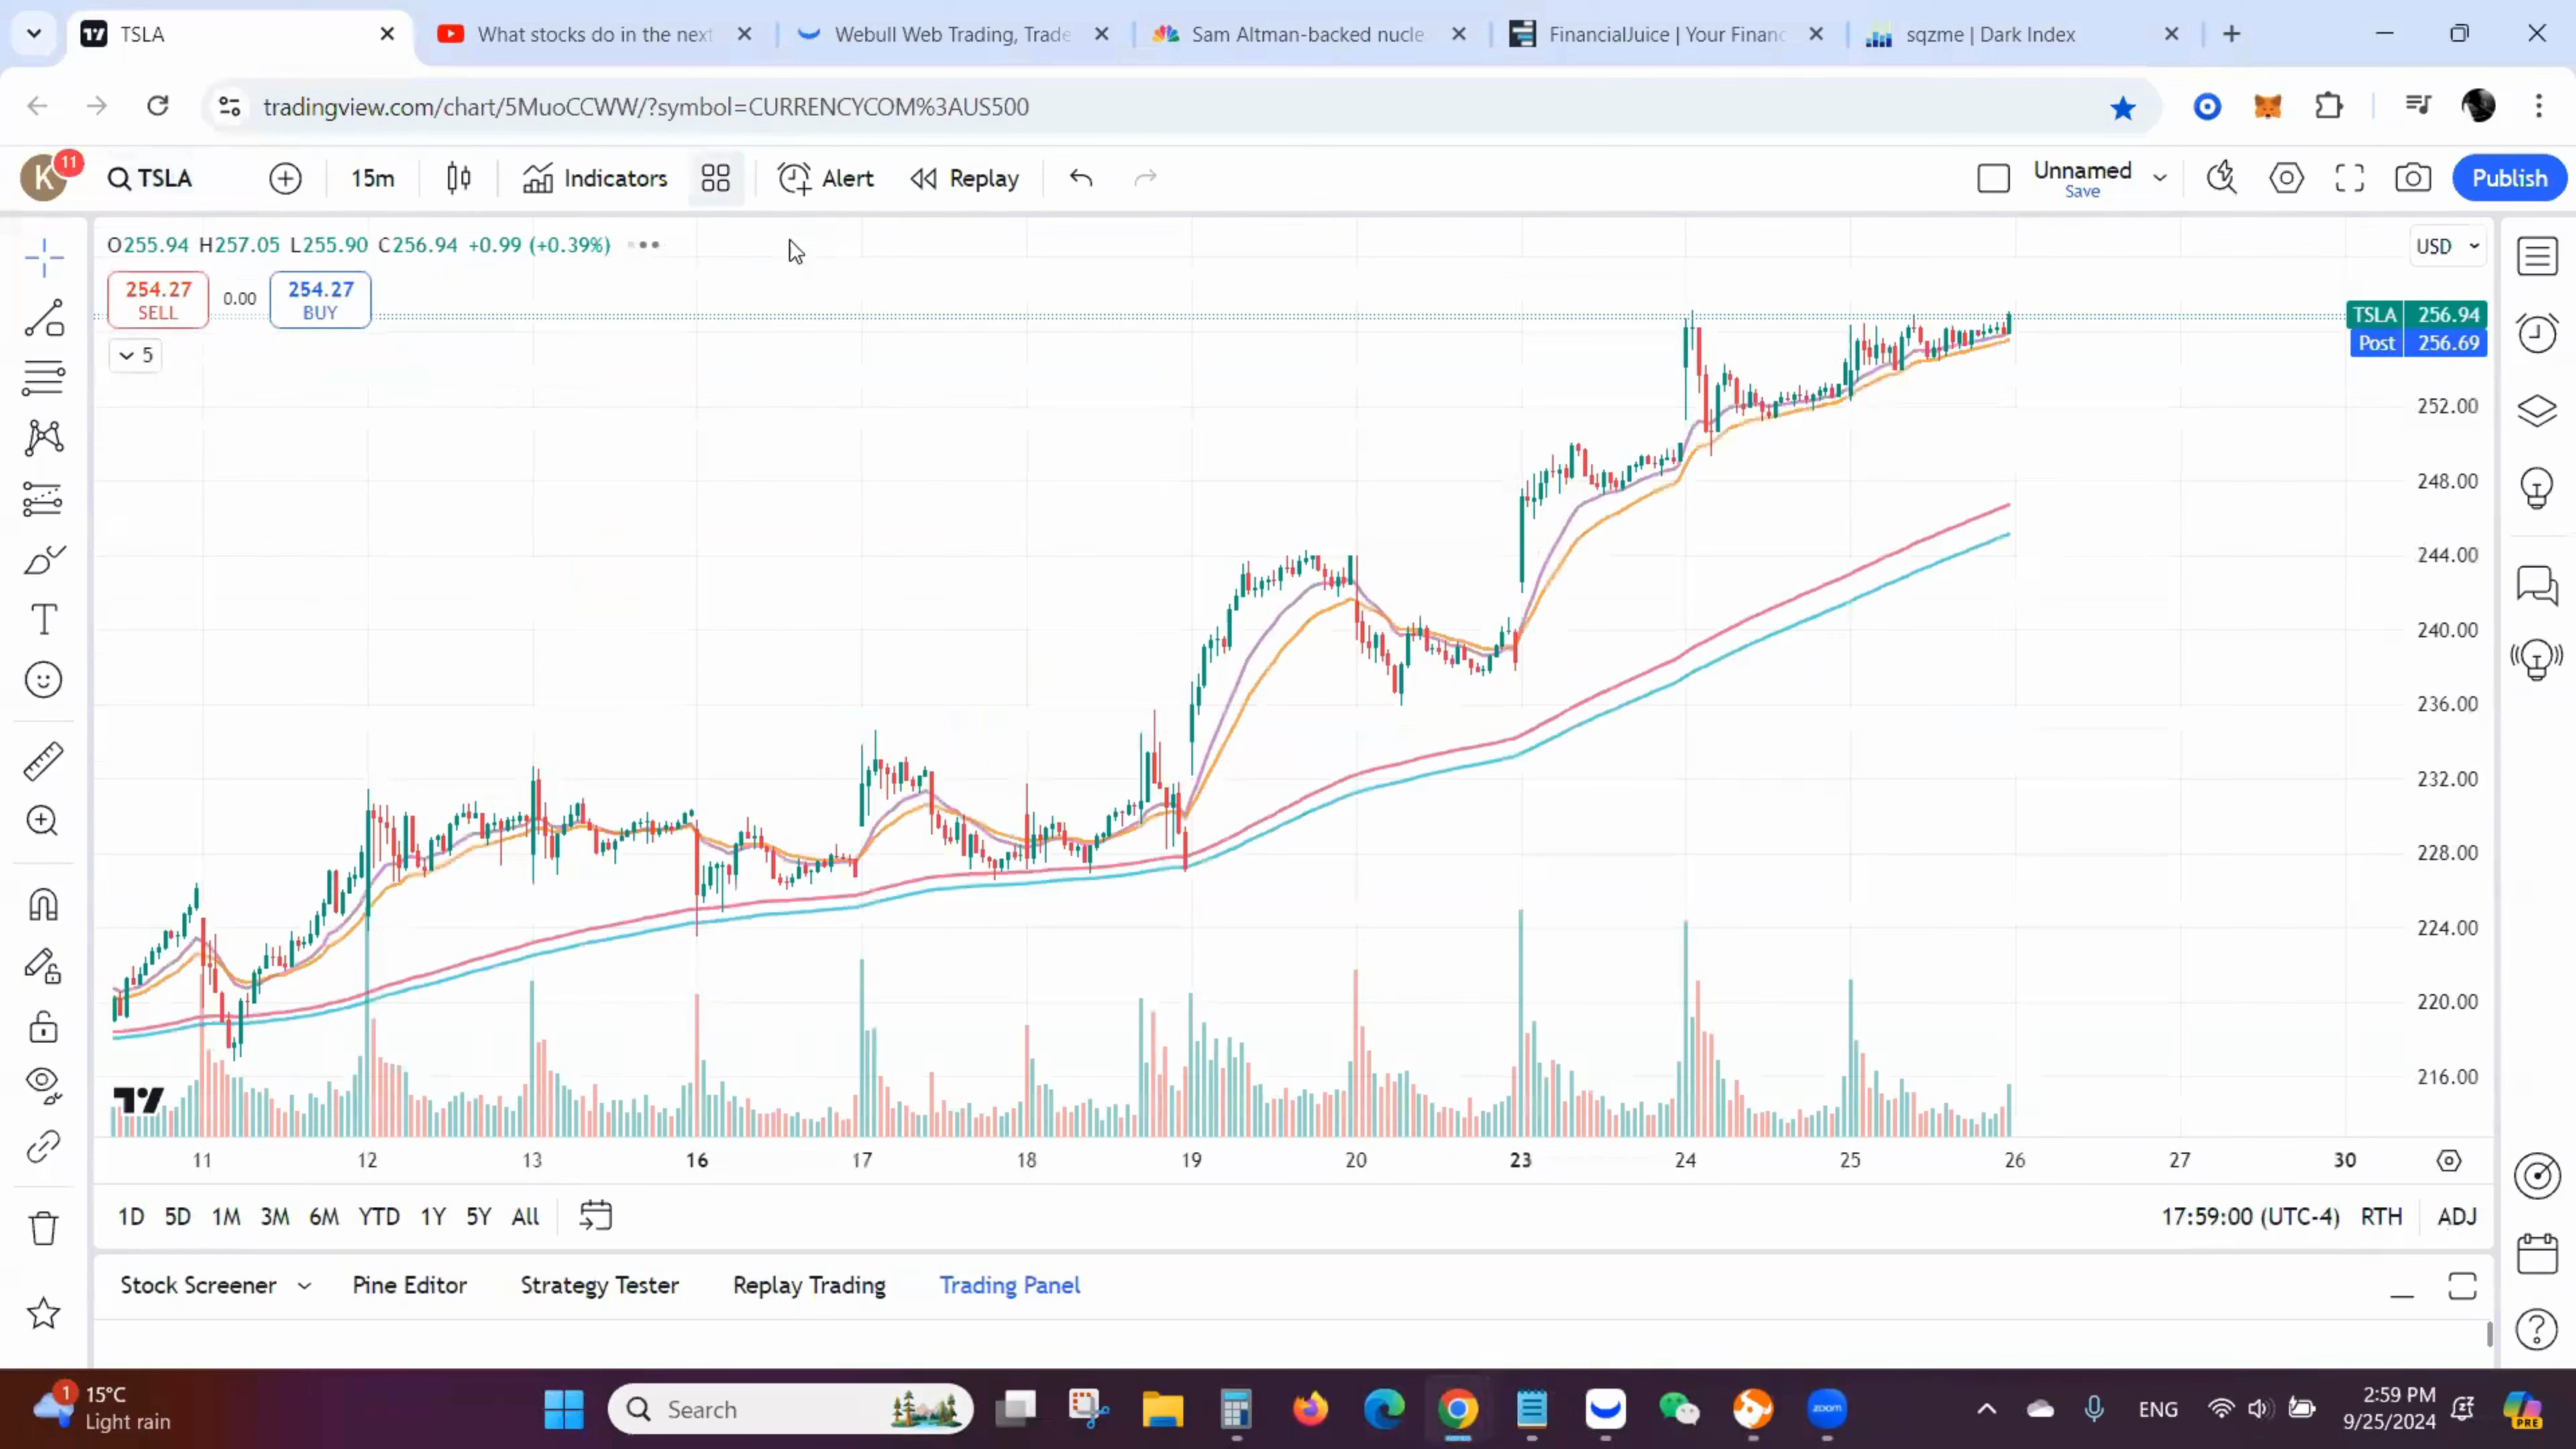 TSLA
What stocks do in the next
Webull Web Trading, Trade
Sam Altman-backed nucle
FinancialJuice | Your Financ
sqzme | Dark Index
tradingview.com/chart/5MuoCCWW/?symbol=CURRENCYCOM%3AUS500
K
11
TSLA
15m
Indicators
Alert
Replay
Unnamed
Save
Publish
O255.94 H257.05 L255.90 C256.94 +0.99 (+0.39%)
USD
254.27
SELL
0.00
254.27
BUY
5
TSLA 256.94
Post 256.69
252.00
248.00
244.00
240.00
236.00
232.00
228.00
224.00
220.00
216.00
11 12 13 16 17 18 19 20 23 24 25 26 27 30
1D 5D 1M 3M 6M YTD 1Y 5Y All
17:59:00 (UTC-4) RTH ADJ
Stock Screener Pine Editor Strategy Tester Replay Trading Trading Panel
1
15°C
Light rain
Search
zoom
ENG
2:59 PM
9/25/2024
PRE